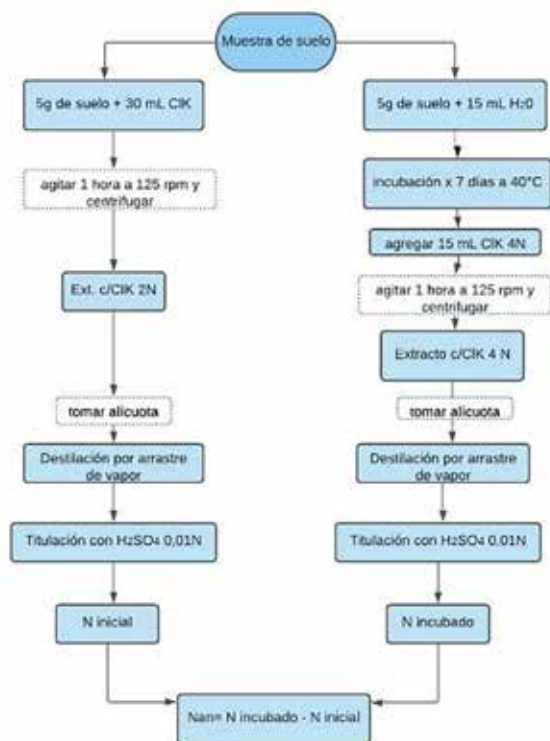 Muestra de suelo
5g de suelo + 30 mL ClK
agitar 1 hora a 125 rpm y
centrifugar
Ext. c/ClK 2N
tomar alicuota
Destilación por arrastre
de vapor
Titulación con H₂SO₄ 0,01N
N inicial
5g de suelo + 15 mL H₂0
incubación x 7 días a 40°C
agregar 15 mL ClK 4N
agitar 1 hora a 125 rpm y
centrifugar
Extracto c/ClK 4 N
tomar alicuota
Destilación por arrastre
de vapor
Titulación con H₂SO₄ 0.01N
N incubado
Nan= N incubado - N inicial